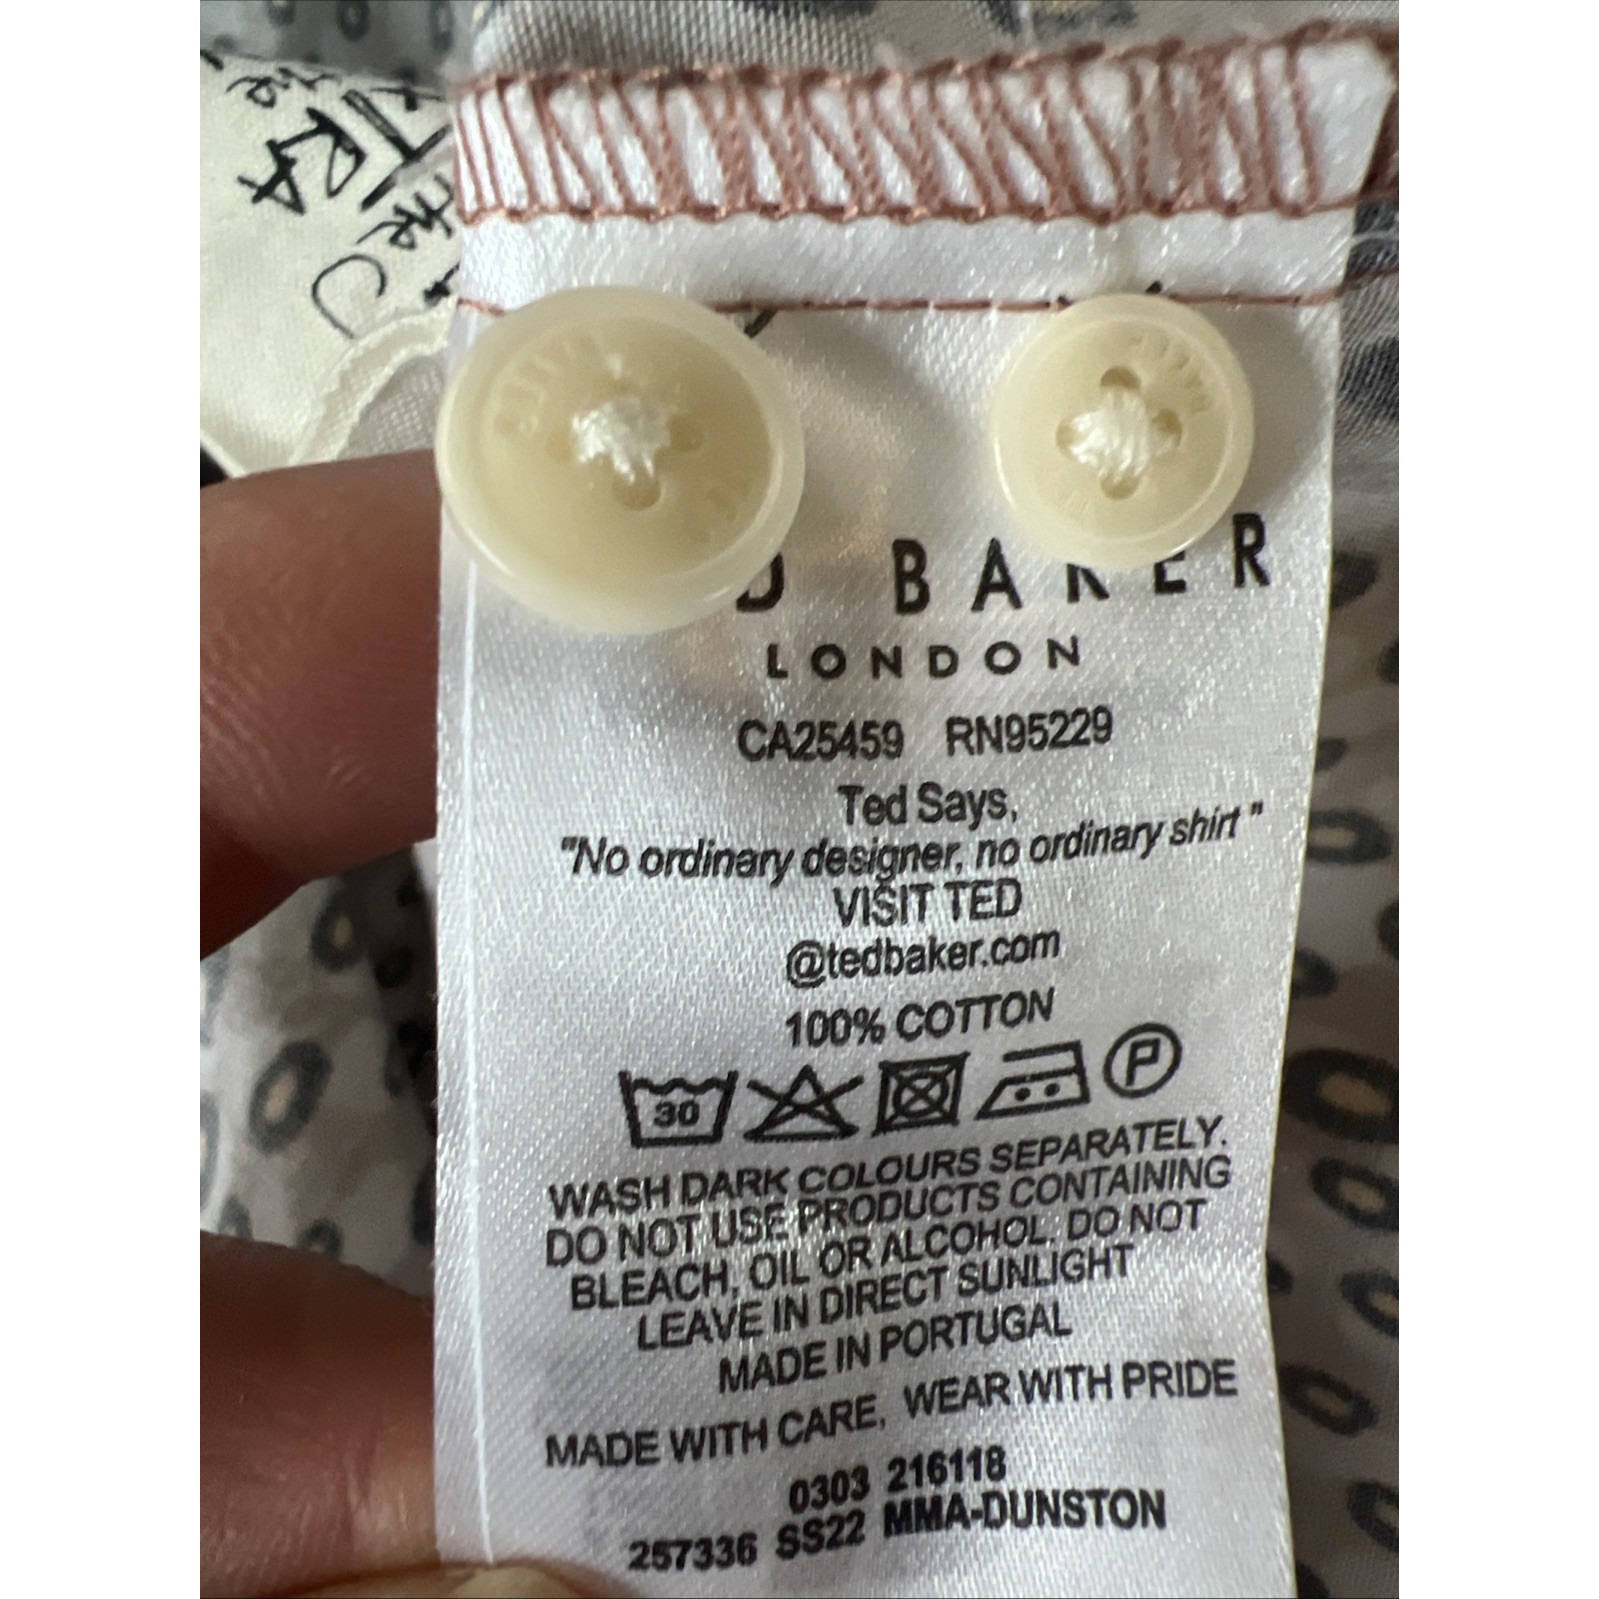 TRA
D BAKER
LONDON
CA25459 RN95229
Ted Says,
"No ordinary designer, no ordinary shirt"
VISIT TED
@tedbaker.com
100% COTTON
30
P
WASH DARK COLOURS SEPARATELY.
DO NOT USE PRODUCTS CONTAINING
BLEACH, OIL OR ALCOHOL. DO NOT
LEAVE IN DIRECT SUNLIGHT
MADE IN PORTUGAL
MADE WITH CARE, WEAR WITH PRIDE
0303 216118
257336 SS22 MMA-DUNSTON